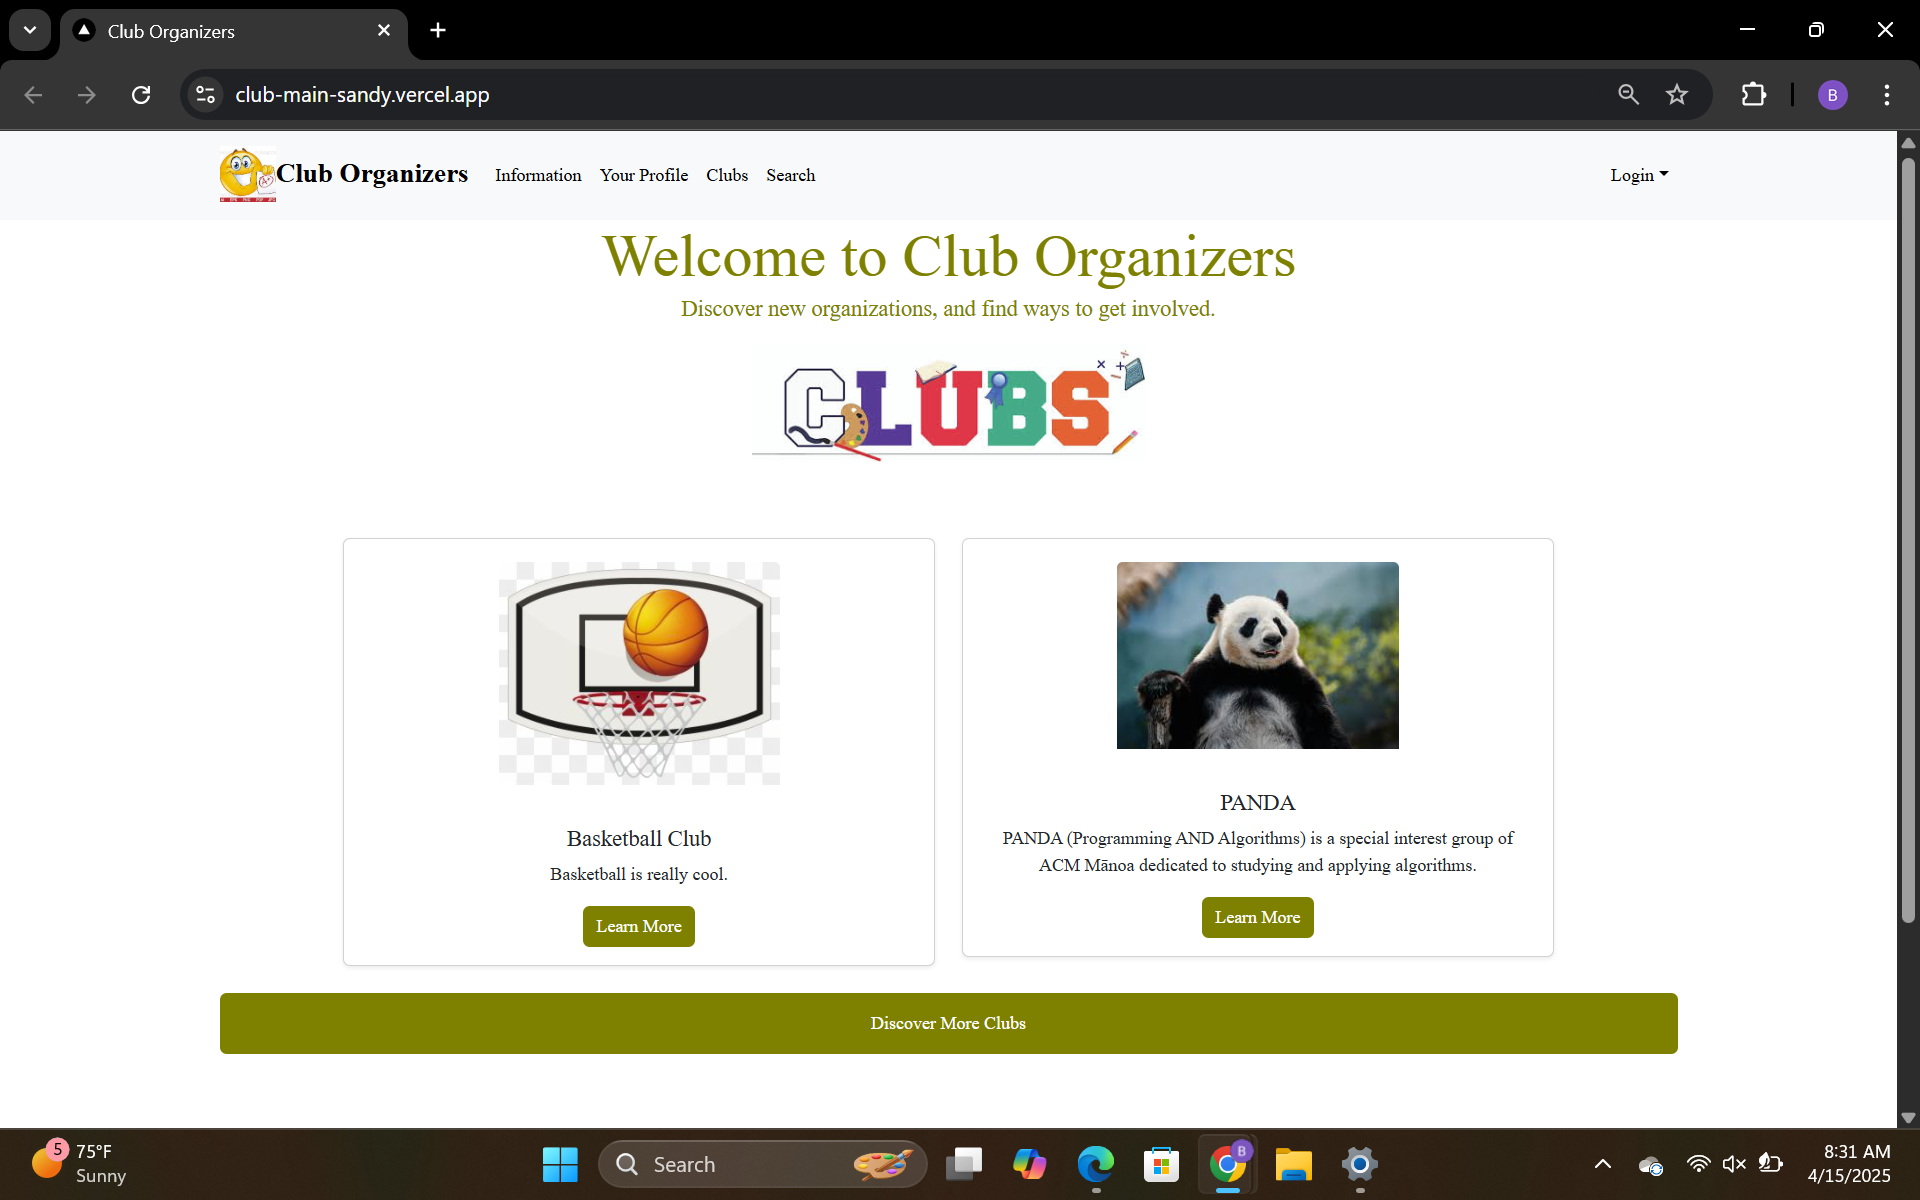 Club Organizers
club-main-sandy.vercel.app
B
Club Organizers Information Your Profile Clubs Search Login
Welcome to Club Organizers
Discover new organizations, and find ways to get involved.
CLUBS
Basketball Club
Basketball is really cool.
Learn More
PANDA
PANDA (Programming AND Algorithms) is a special interest group of
ACM Mānoa dedicated to studying and applying algorithms.
Learn More
Discover More Clubs
5
75°F
Sunny
Search
B
8:31 AM
4/15/2025